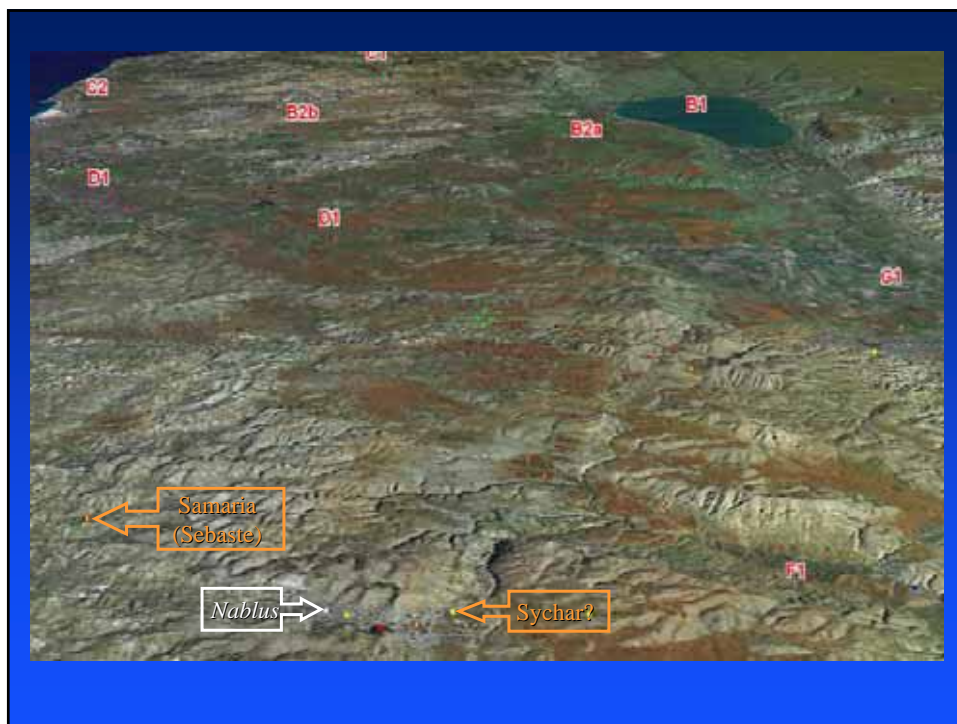 C2
B2b
B1
B2a
D1
D1
G1
Samaria
(Sebaste)
F1
Nablus
Sychar?